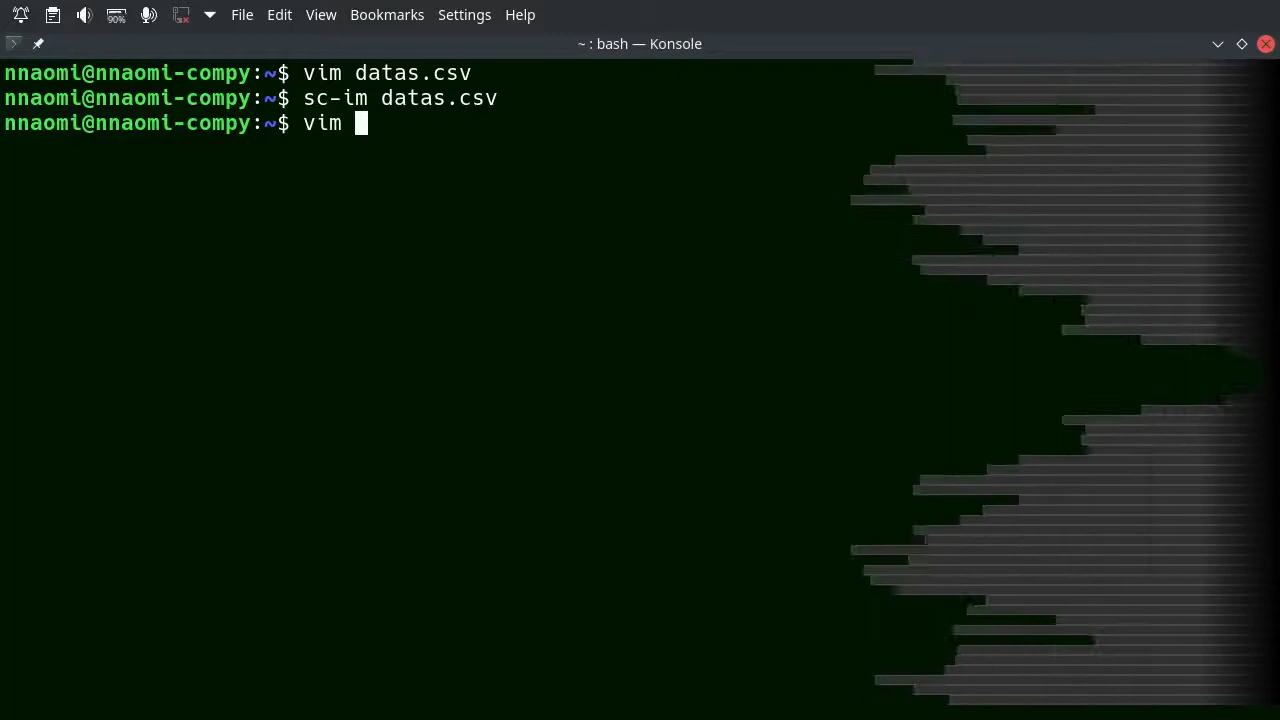 90%
File Edit View Bookmarks Settings Help
~ : bash — Konsole
nnaomi@nnaomi-compy:~$ vim datas.csv
nnaomi@nnaomi-compy:~$ sc-im datas.csv
nnaomi@nnaomi-compy:~$ vim